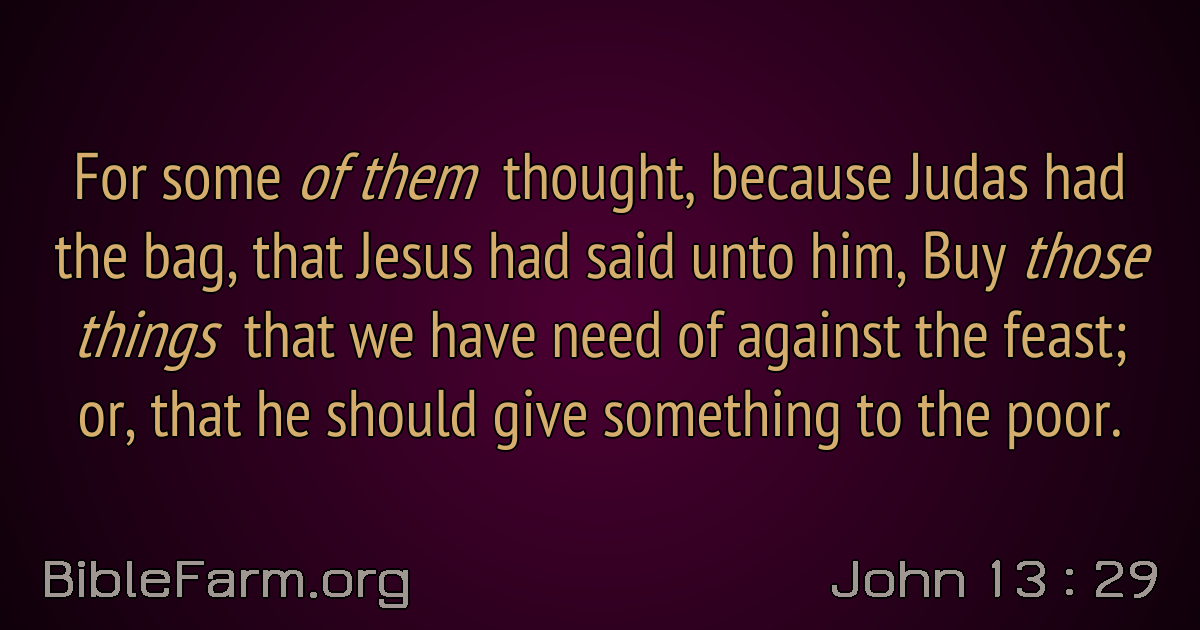 For some of them thought, because Judas had
the bag, that Jesus had said unto him, Buy those
things that we have need of against the feast;
or, that he should give something to the poor.
BibleFarm.org
John 13 : 29